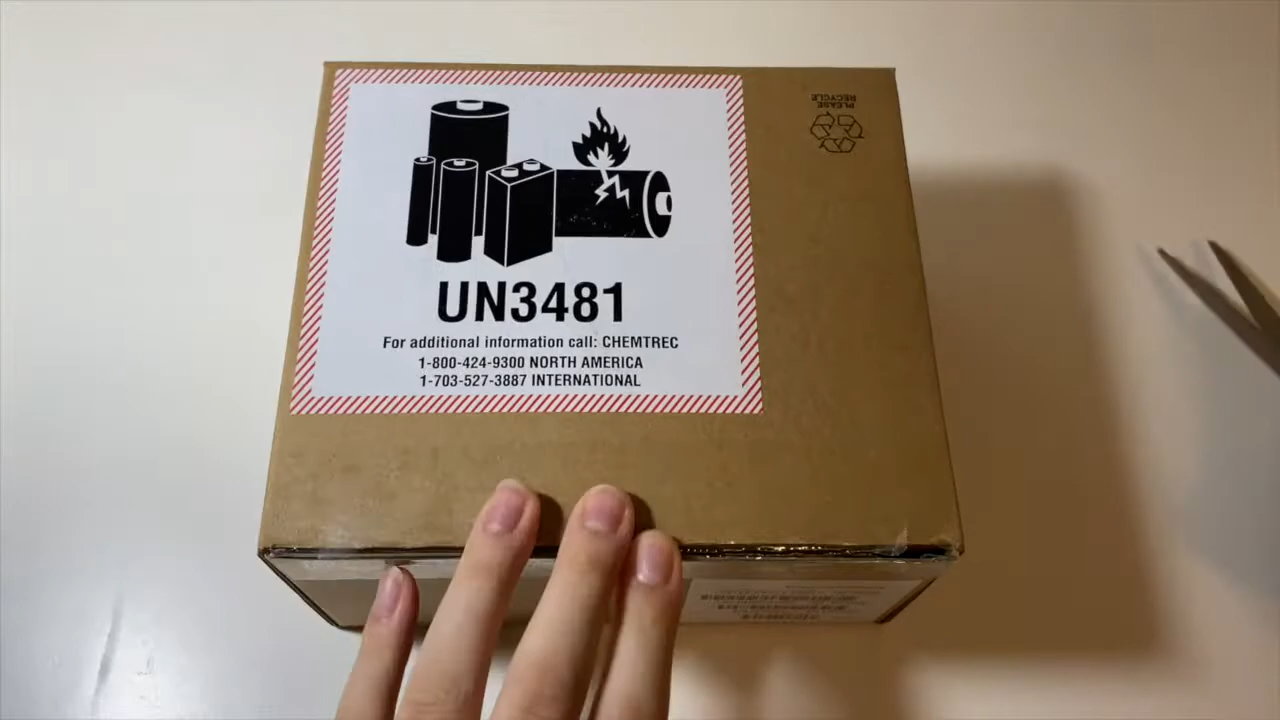 PLEASE
RECYCLE
UN3481
For additional information call: CHEMTREC
1-800-424-9300 NORTH AMERICA
1-703-527-3887 INTERNATIONAL